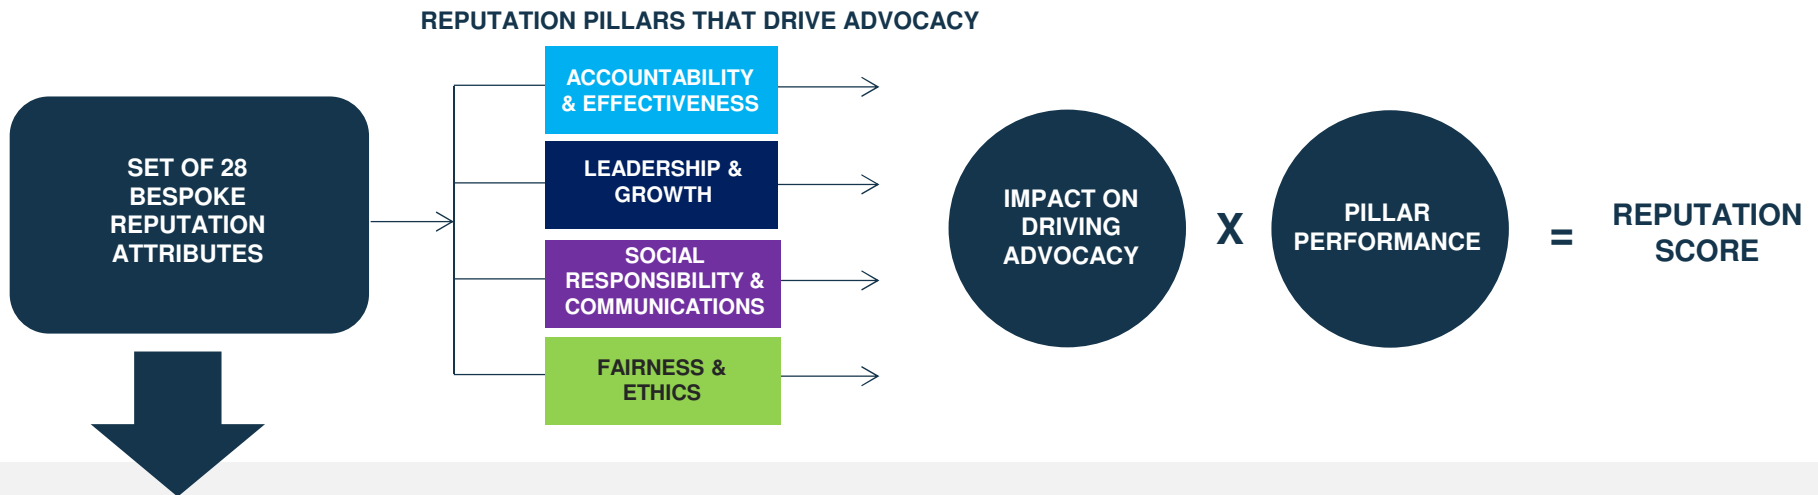 REPUTATION PILLARS THAT DRIVE ADVOCACY
SET OF 28
BESPOKE
REPUTATION
ATTRIBUTES
ACCOUNTABILITY
& EFFECTIVENESS
LEADERSHIP &
GROWTH
SOCIAL
RESPONSIBILITY &
COMMUNICATIONS
FAIRNESS &
ETHICS
IMPACT ON
DRIVING
ADVOCACY
X
PILLAR
PERFORMANCE
=
REPUTATION
SCORE